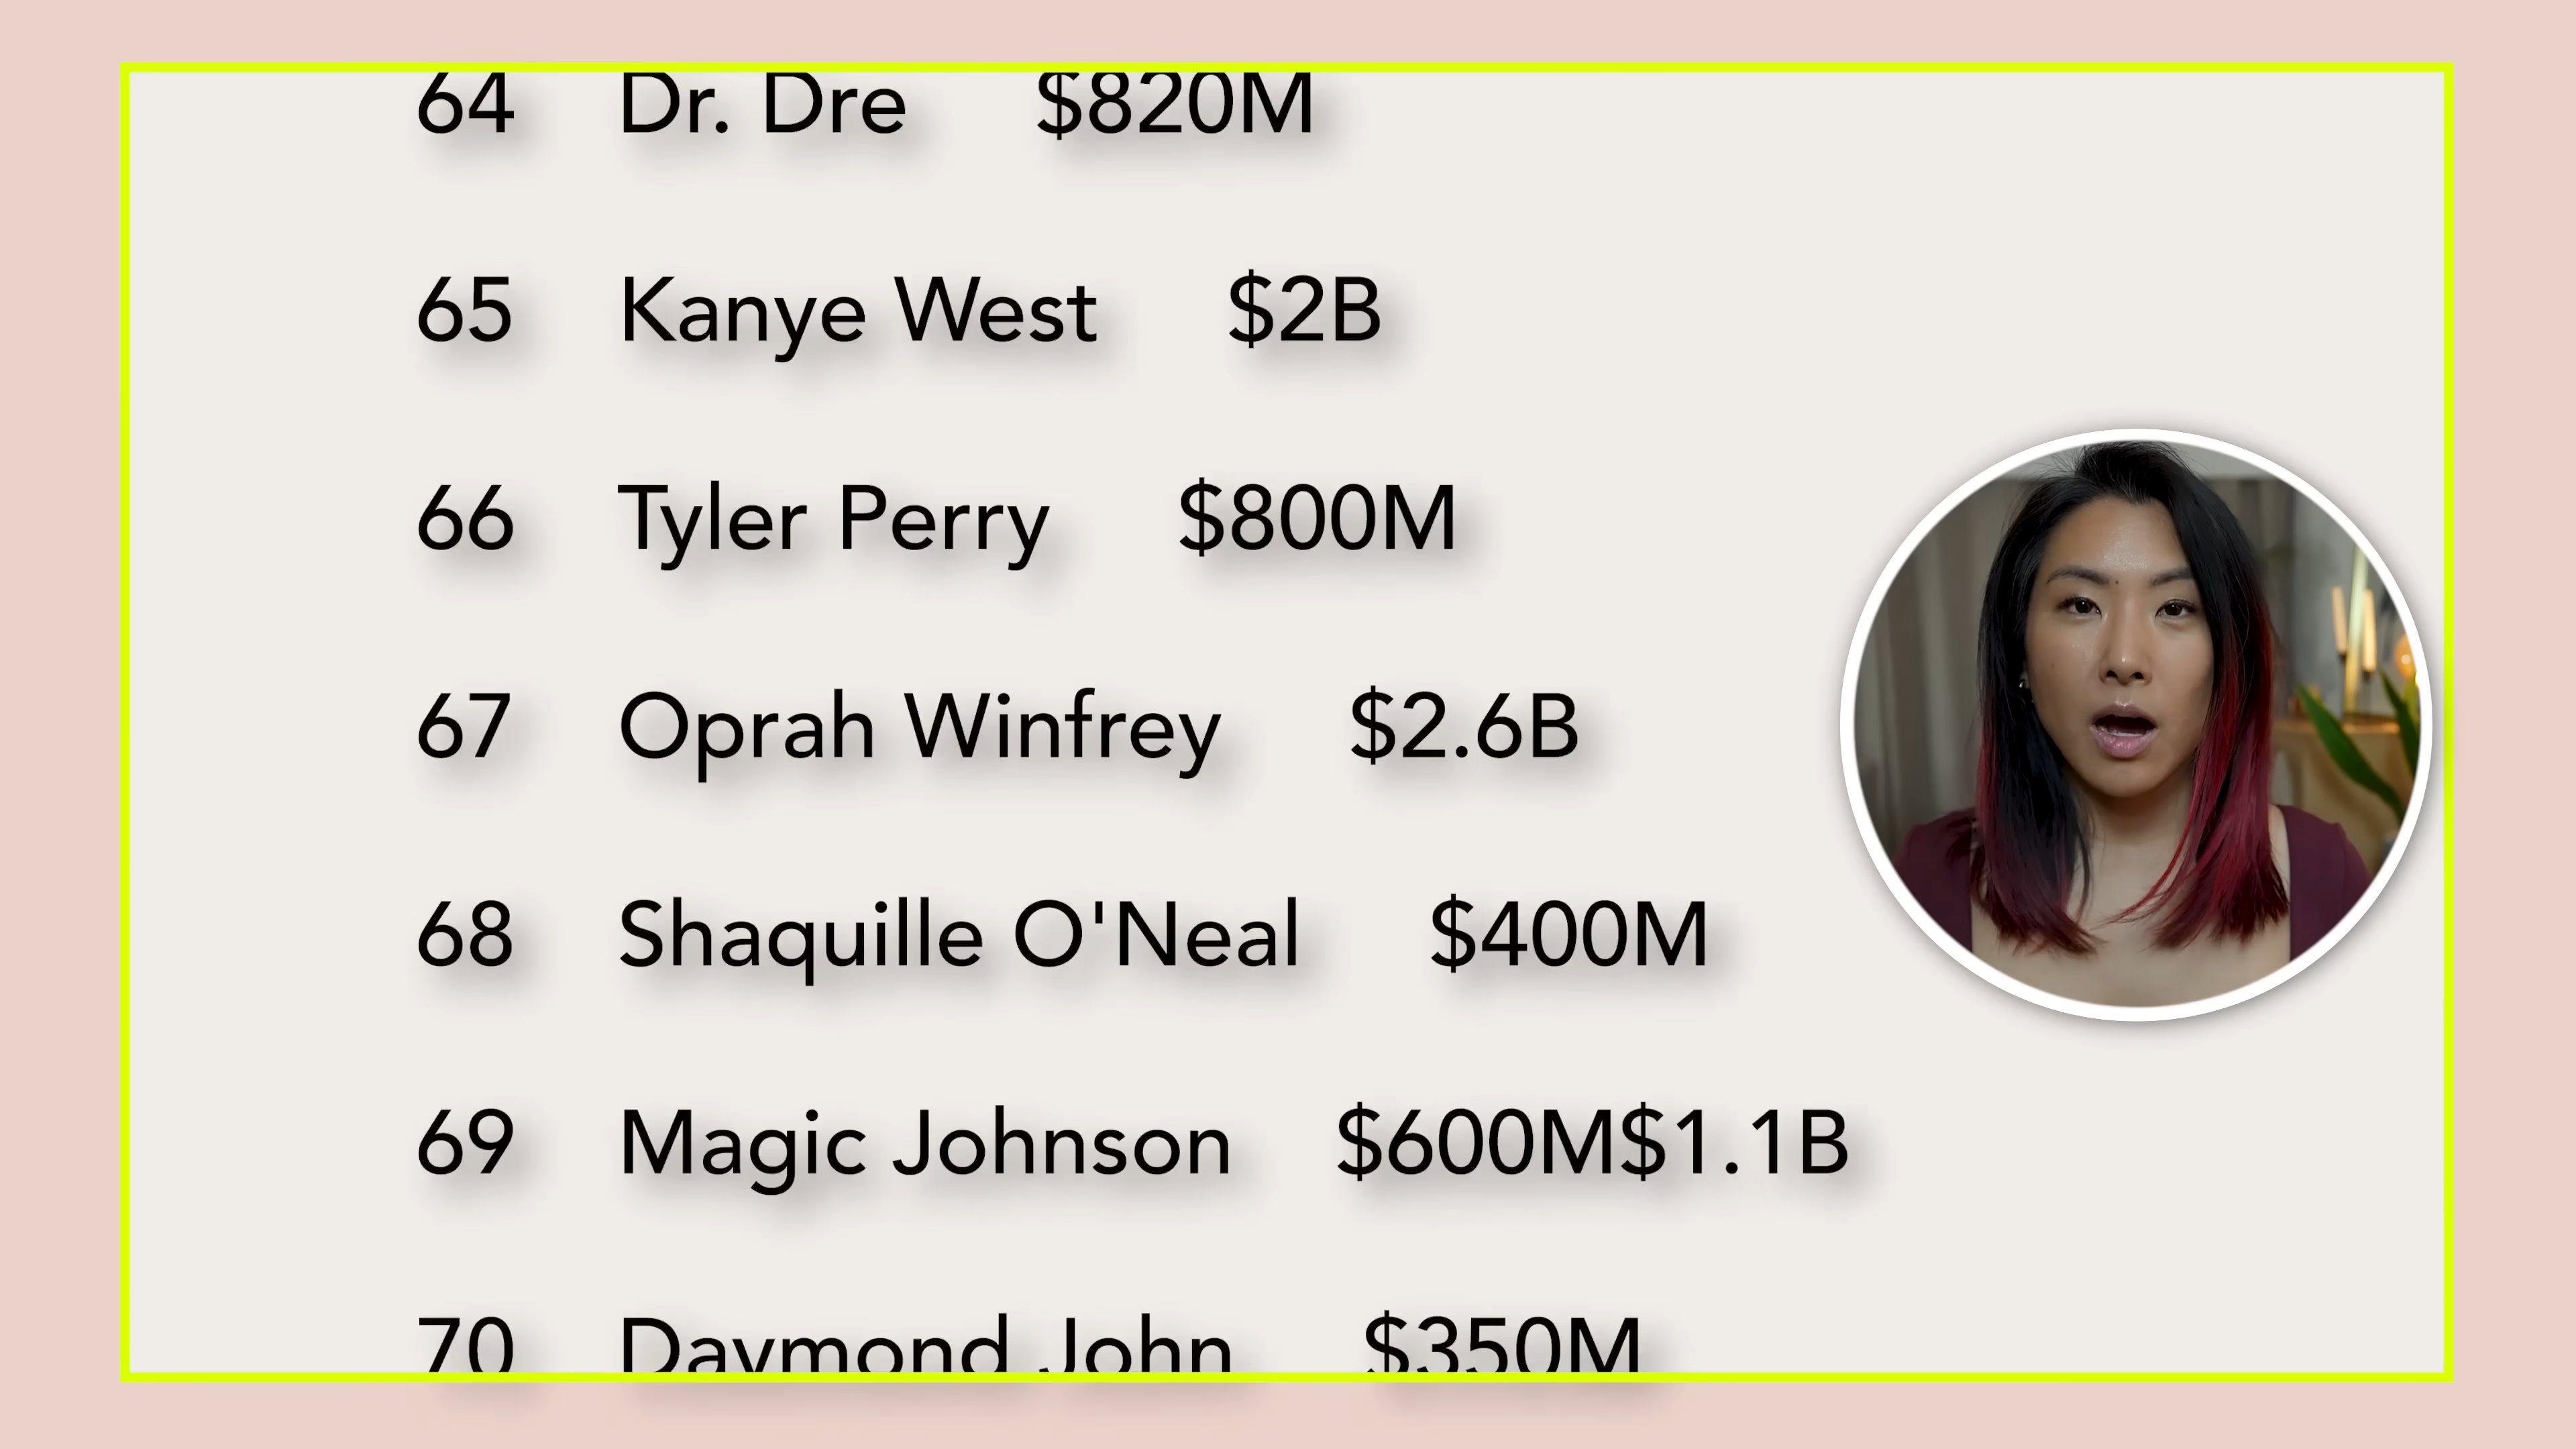 64 Dr. Dre $820M
65 Kanye West $2B
66 Tyler Perry $800M
67 Oprah Winfrey $2.6B
68 Shaquille O'Neal $400M
69 Magic Johnson $600M$1.1B
70 Daymond John $350M